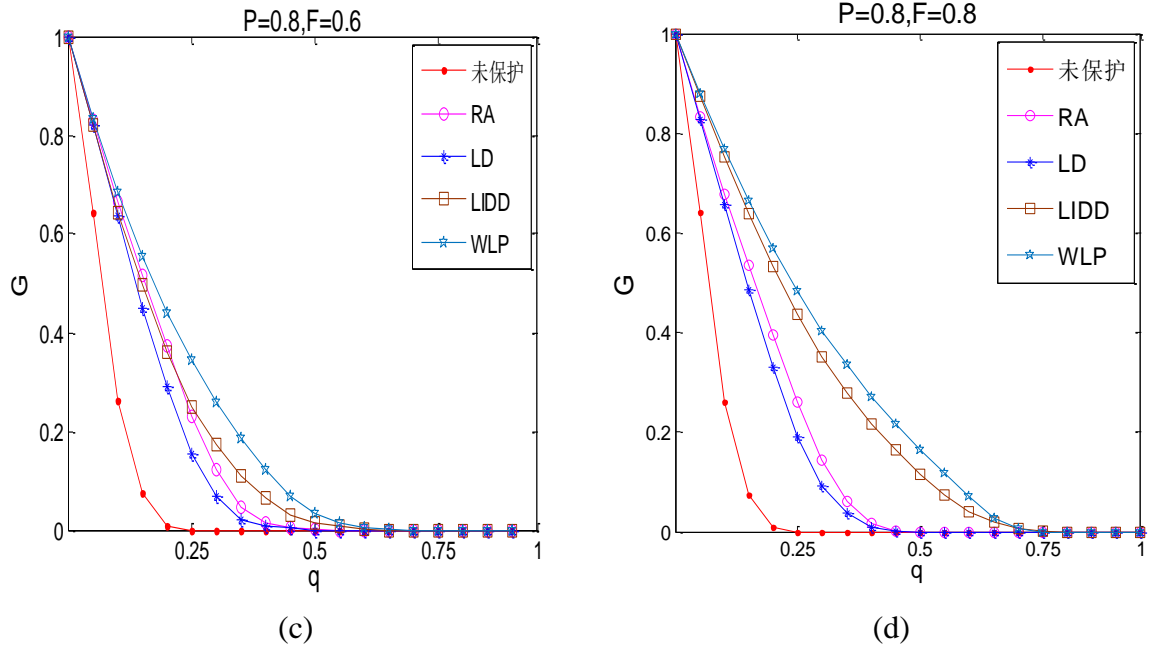 P=0.8,F=0.6
1
0.8
0.6
0.4
0.2
0
G
0.25
0.5
0.75
1
q
未保护
RA
LD
LIDD
WLP
(c)
P=0.8,F=0.8
1
0.8
0.6
0.4
0.2
0
G
0.25
0.5
0.75
1
q
未保护
RA
LD
LIDD
WLP
(d)